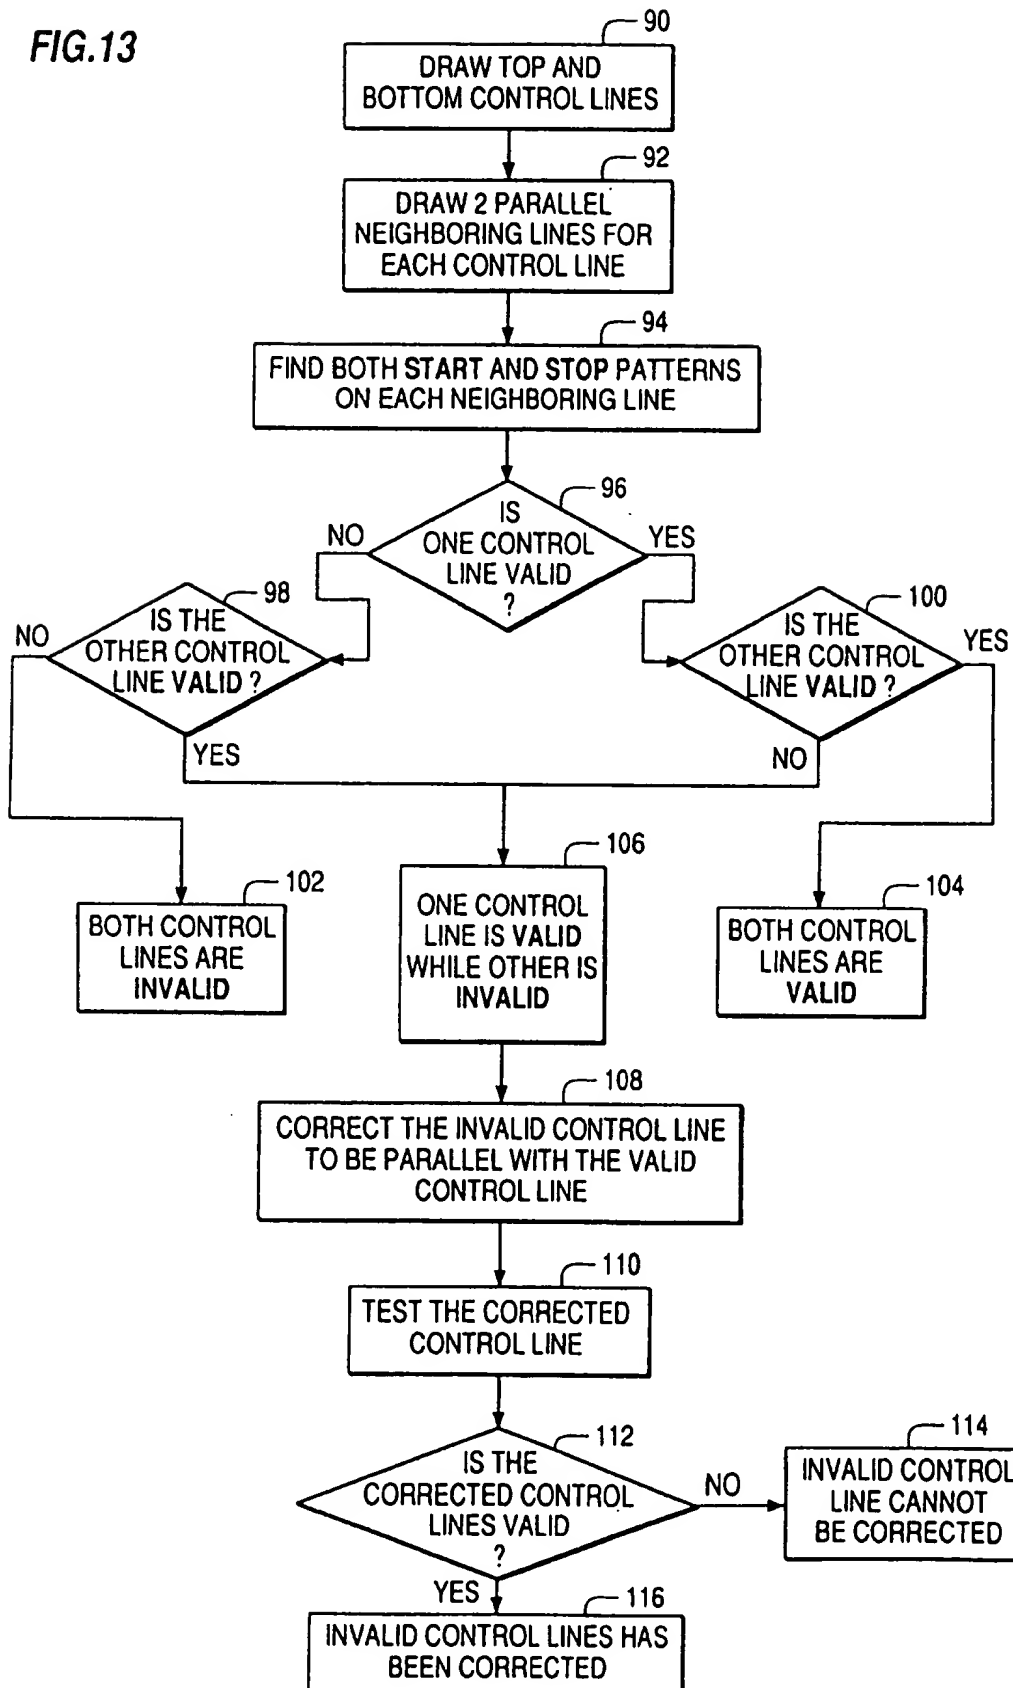 FIG.13
90
DRAW TOP AND
BOTTOM CONTROL LINES
92
DRAW 2 PARALLEL
NEIGHBORING LINES FOR
EACH CONTROL LINE
94
FIND BOTH START AND STOP PATTERNS
ON EACH NEIGHBORING LINE
96
IS
ONE CONTROL
LINE VALID
?
NO
YES
98
IS THE
OTHER CONTROL
LINE VALID ?
NO
YES
100
IS THE
OTHER CONTROL
LINE VALID ?
YES
NO
102
BOTH CONTROL
LINES ARE
INVALID
106
ONE CONTROL
LINE IS VALID
WHILE OTHER IS
INVALID
104
BOTH CONTROL
LINES ARE
VALID
108
CORRECT THE INVALID CONTROL LINE
TO BE PARALLEL WITH THE VALID
CONTROL LINE
110
TEST THE CORRECTED
CONTROL LINE
112
IS THE
CORRECTED CONTROL
LINES VALID
?
NO
114
INVALID CONTROL
LINE CANNOT
BE CORRECTED
YES
116
INVALID CONTROL LINES HAS
BEEN CORRECTED